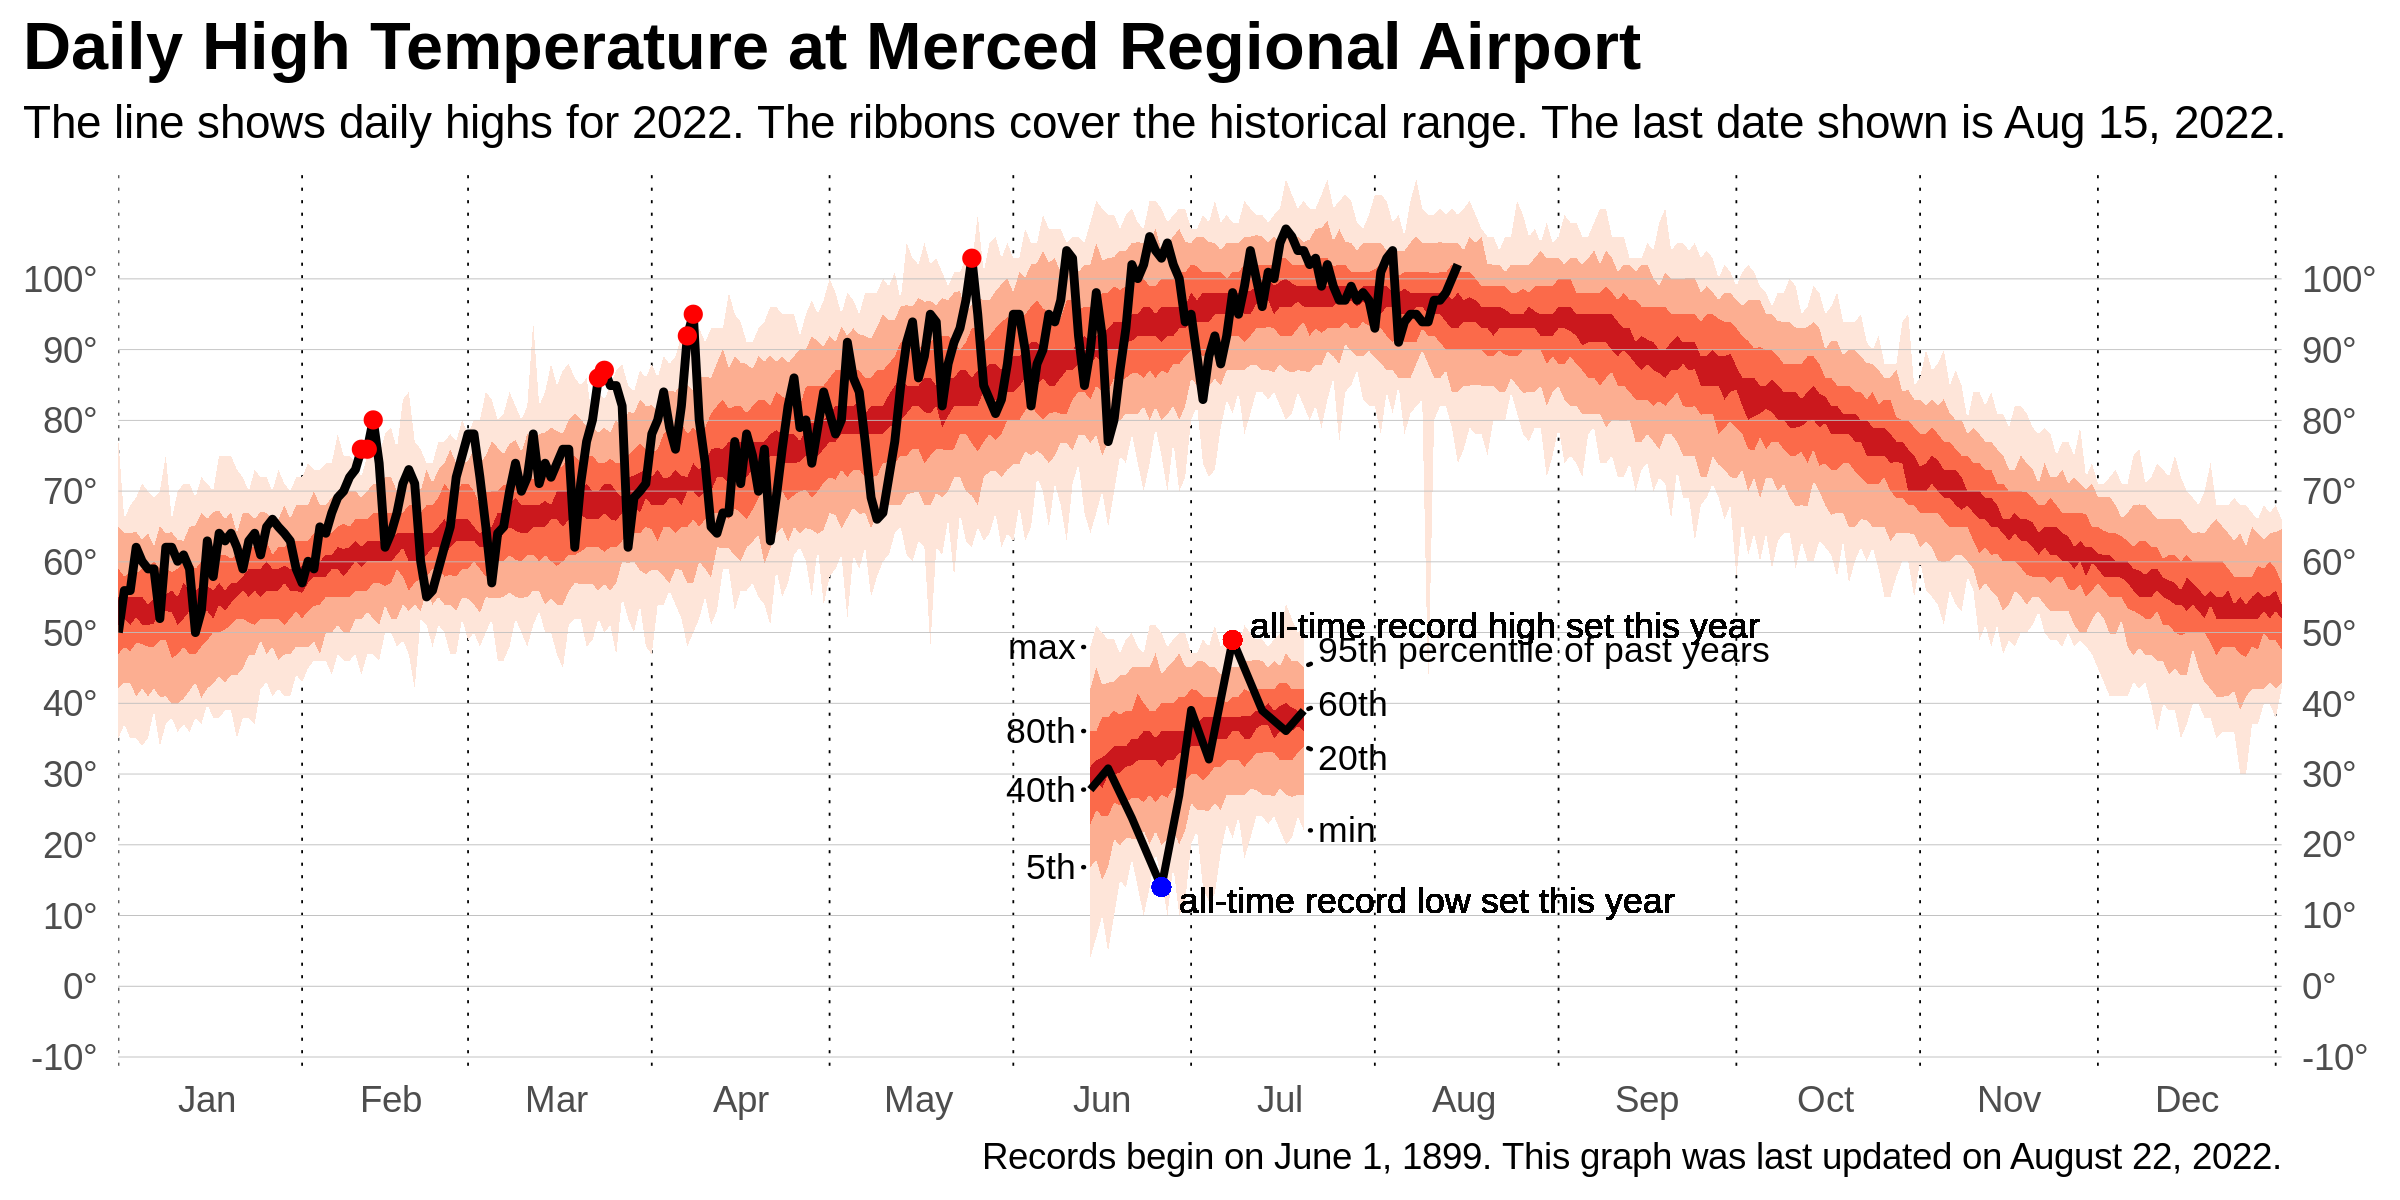 Daily High Temperature at Merced Regional Airport
The line shows daily highs for 2022. The ribbons cover the historical range. The last date shown is Aug 15, 2022.
100° 100°
90° 90°
80° 80°
70° 70°
60° 60°
50° 50°
40° 40°
30° 30°
20° 20°
10° 10°
0° 0°
-10° -10°
all-time record high set this year
max 95th percentile of past years
60th
80th
20th
40th
min
5th
all-time record low set this year
Jan Feb Mar Apr May Jun Jul Aug Sep Oct Nov Dec
Records begin on June 1, 1899. This graph was last updated on August 22, 2022.